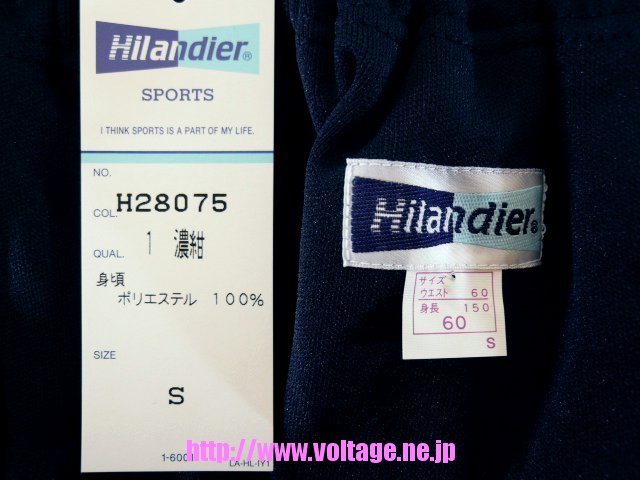 Hilandier®
SPORTS
I THINK SPORTS IS A PART OF MY LIFE.
NO.
H28075
COL.
1 濃紺
QUAL.
身頃
ポリエステル 100%
SIZE
S
1-6001
LA-HL-IY1
Hilandier®
サイズ
ウエスト 60
身長 150
60
S
http://www.voltage.ne.jp